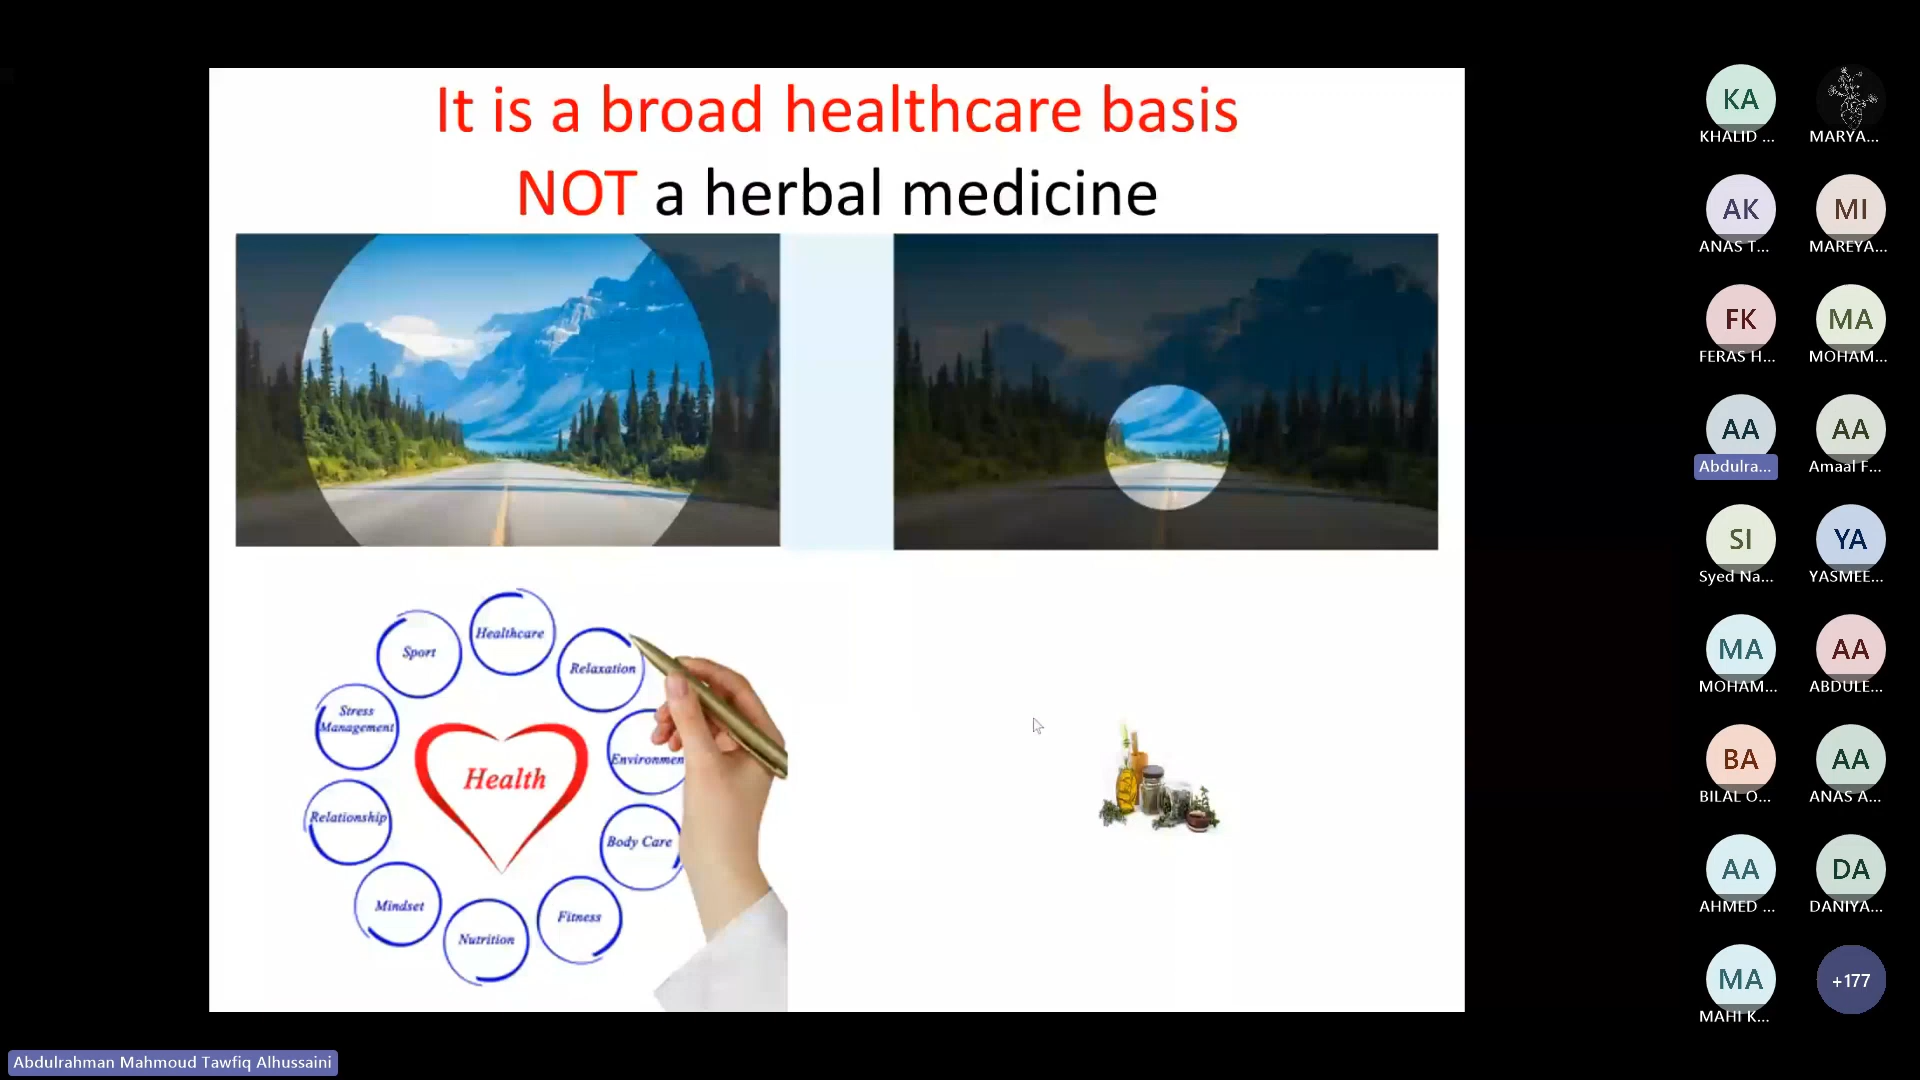 It is a broad healthcare basis
NOT a herbal medicine
Healthcare
Sport
Relaxation
Stress
Management
Environmen
Health
Relationship
Body Care
Mindset
Fitness
Nutrition
KA
KHALID ...
MARYA...
AK
ANAS T...
MI
MAREYA...
FK
FERAS H...
MA
MOHAM...
AA
Abdulra...
AA
Amaal F...
SI
Syed Na...
YA
YASMEE...
MA
MOHAM...
AA
ABDULE...
BA
BILAL O...
AA
ANAS A...
AA
AHMED ...
DA
DANIYA...
MA
MAHI K...
+177
Abdulrahman Mahmoud Tawfiq Alhussaini